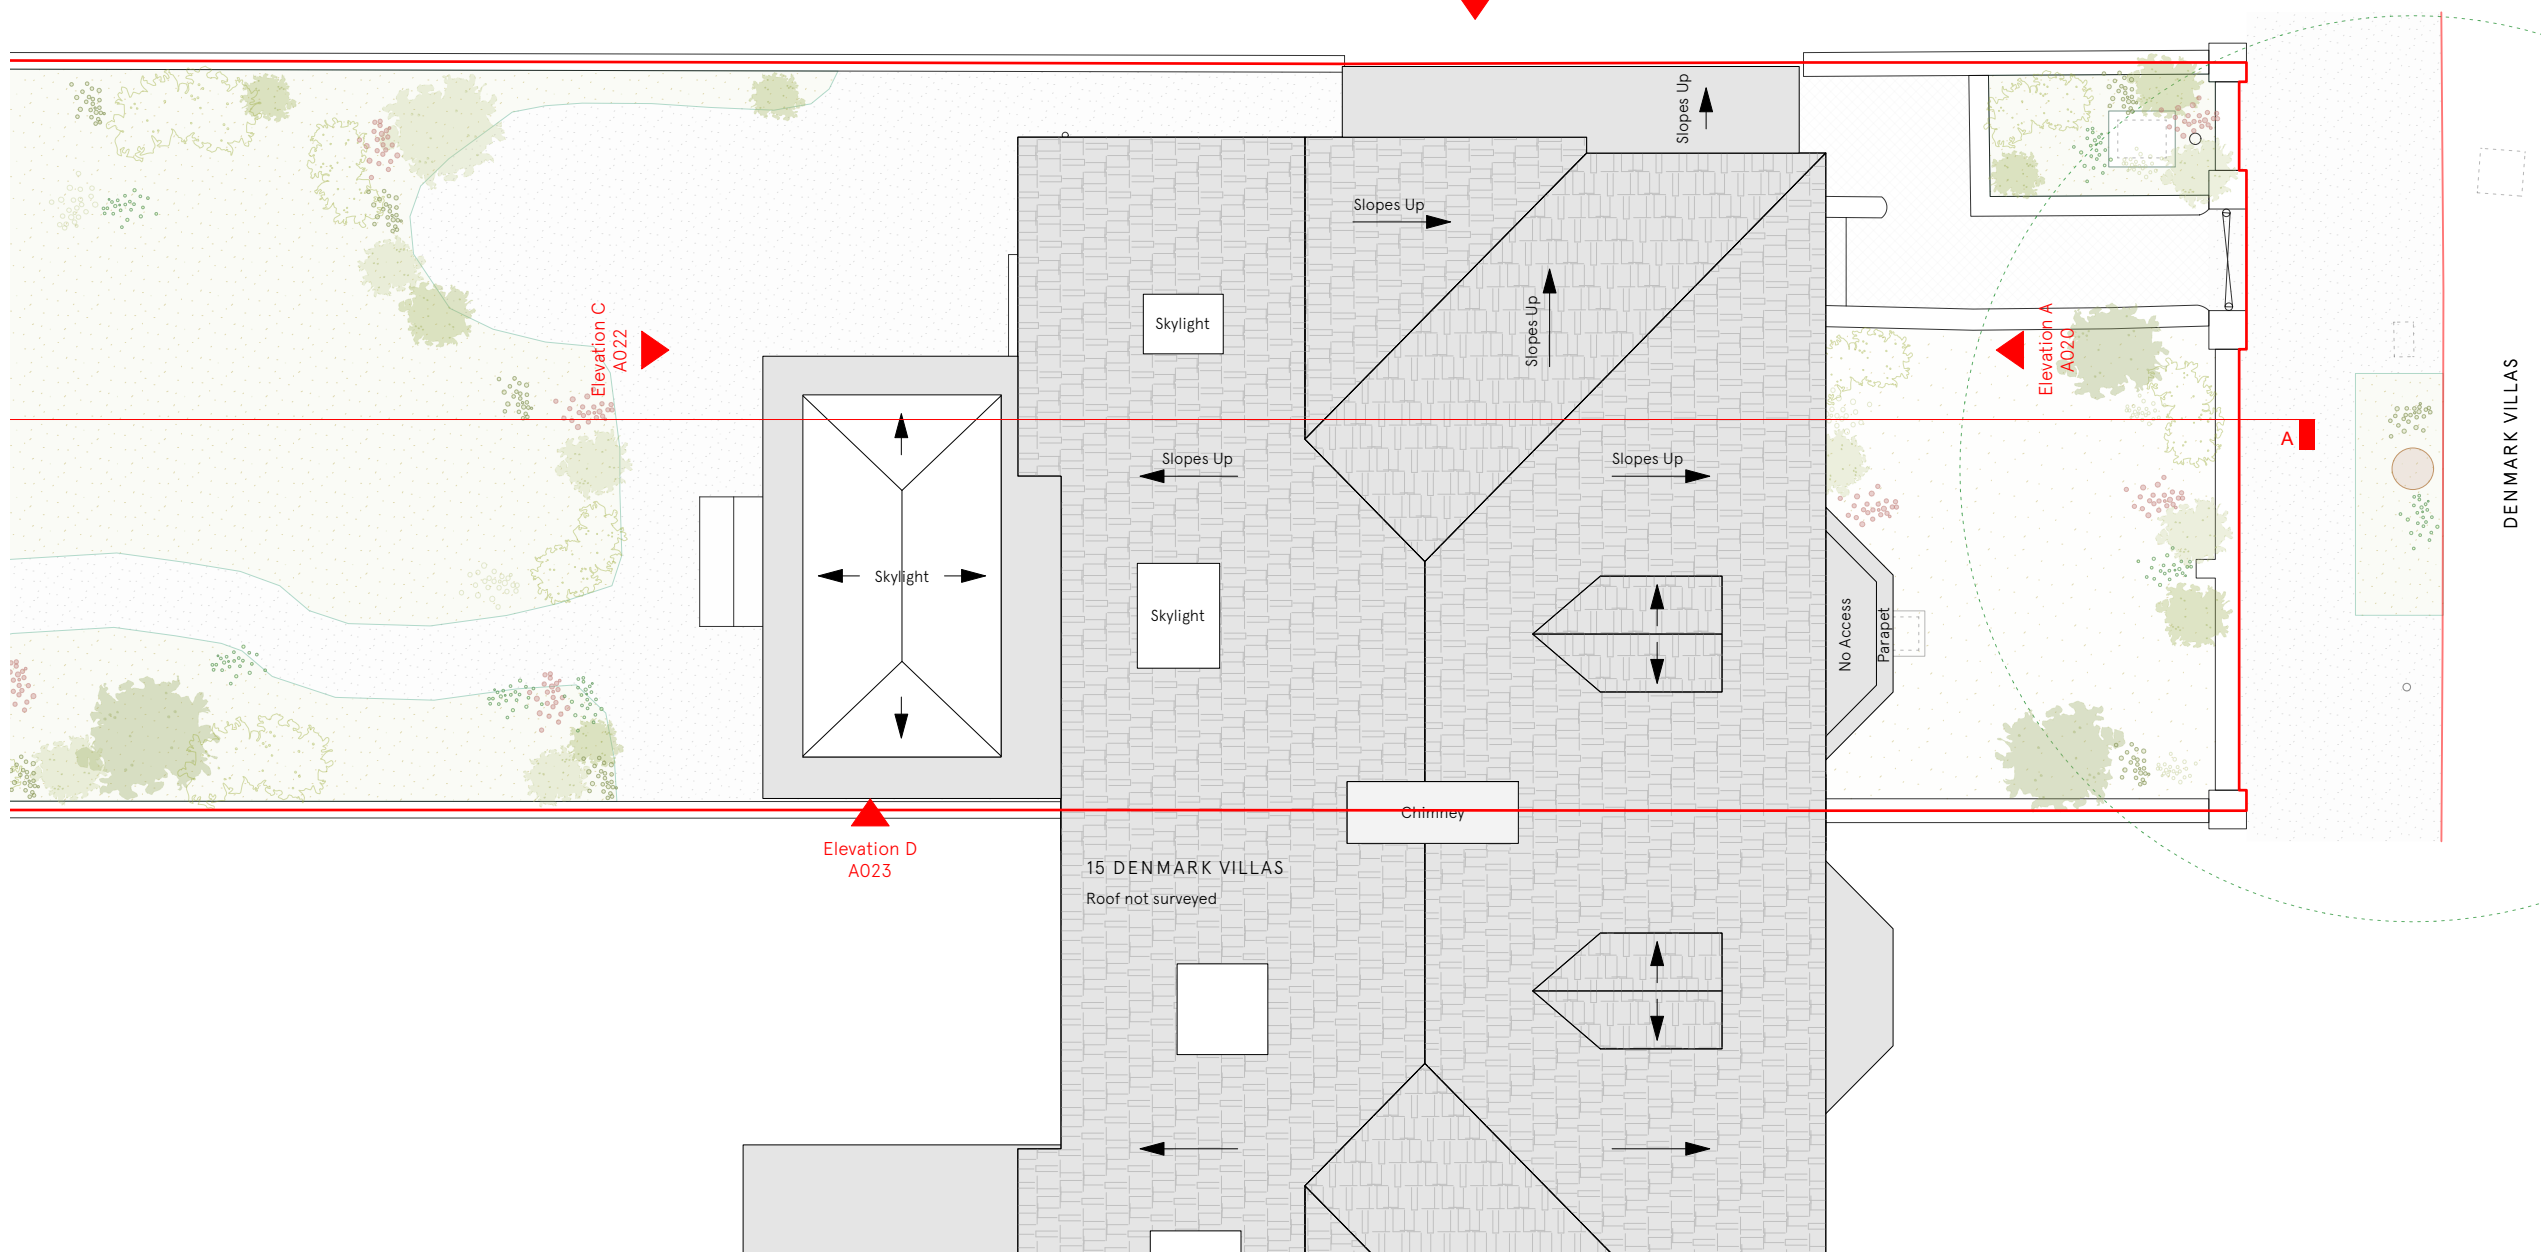 Slopes Up
Slopes Up
Elevation C
A022
Skylight
Slopes Up
Elevation A
A020
DENMARK VILLAS
A
Slopes Up
Slopes Up
Skylight
Skylight
No Access
Parapet
Chimney
Elevation D
A023
15 DENMARK VILLAS
Roof not surveyed